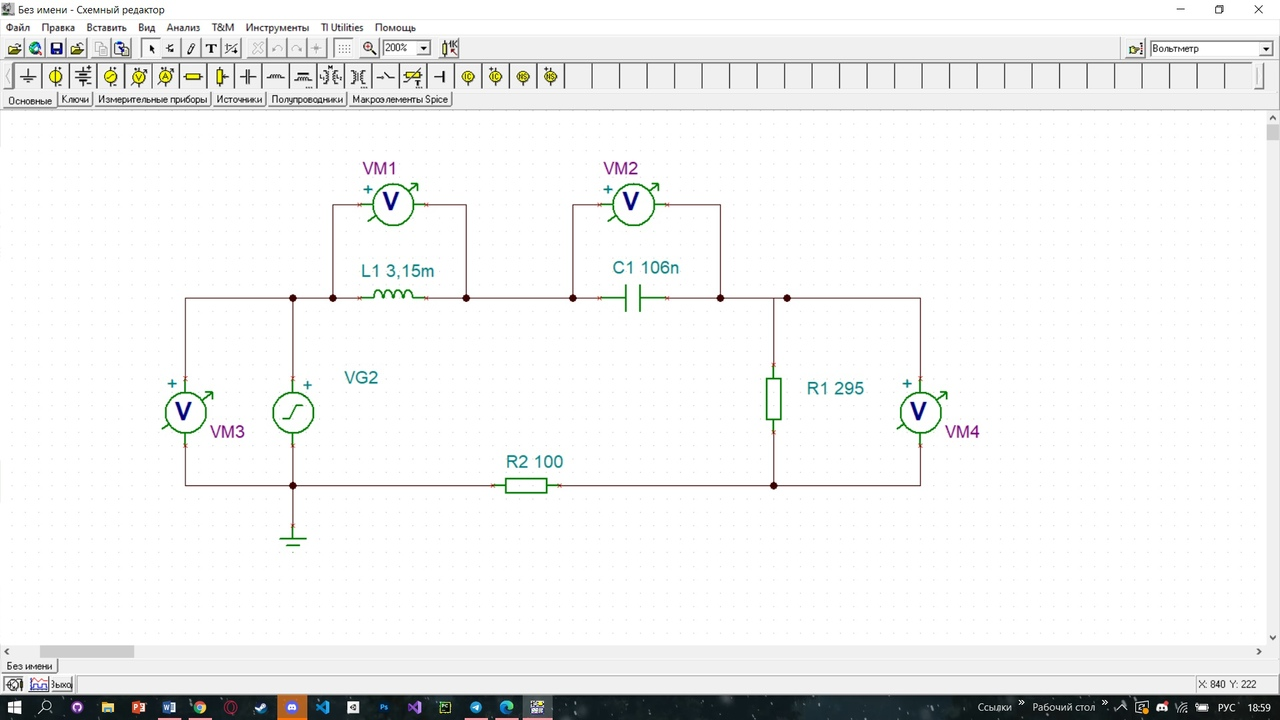 Без имени - Схемный редактор
Файл Правка Вставить Вид Анализ T&M Инструменты TI Utilities Помощь
200% Вольтметр
Основные Ключи Измерительные приборы Источники Полупроводники Макроэлементы Spice
VM1 VM2
+ V + V
L1 3,15m C1 106n
VG2
+ V + R1 295 + V
VM3 VM4
R2 100
Без имени
Выхо X: 840 Y: 222
Ссылки Рабочий стол РУС 18:59